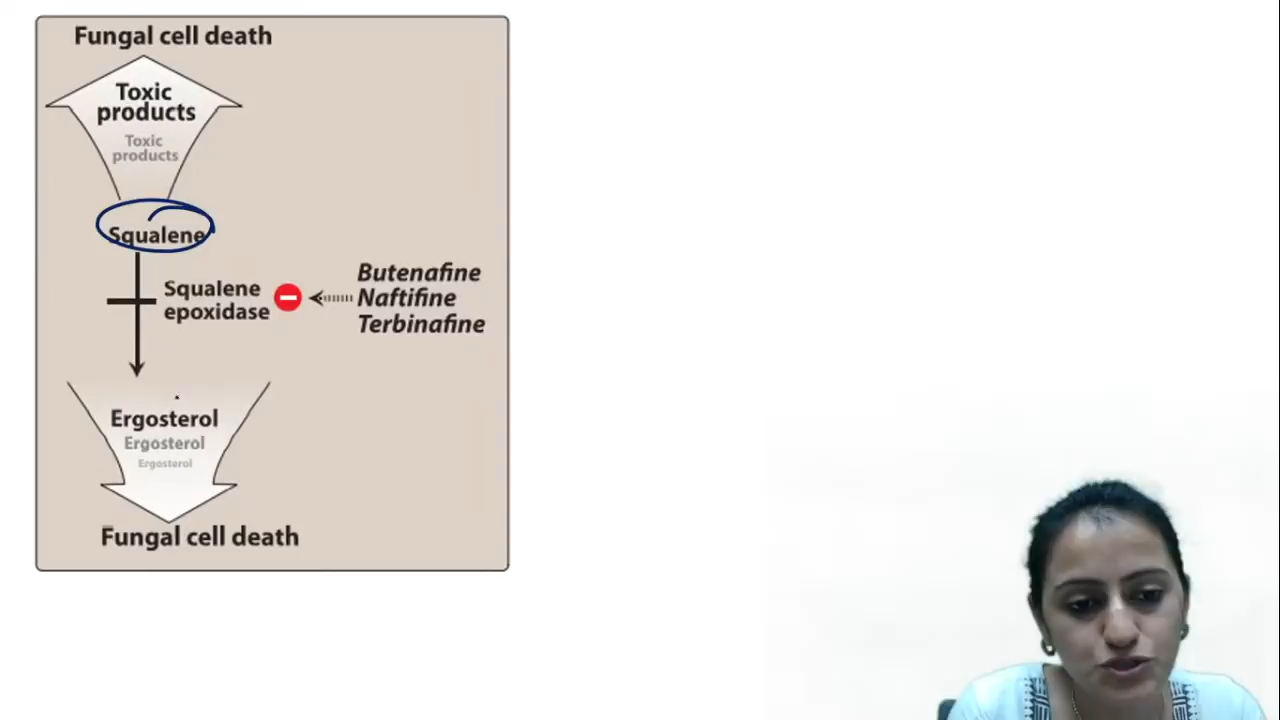 Fungal cell death
Toxic
products
Toxic
products
Squalene
Squalene
epoxidase
Butenafine
Naftifine
Terbinafine
Ergosterol
Ergosterol
Ergosterol
Fungal cell death